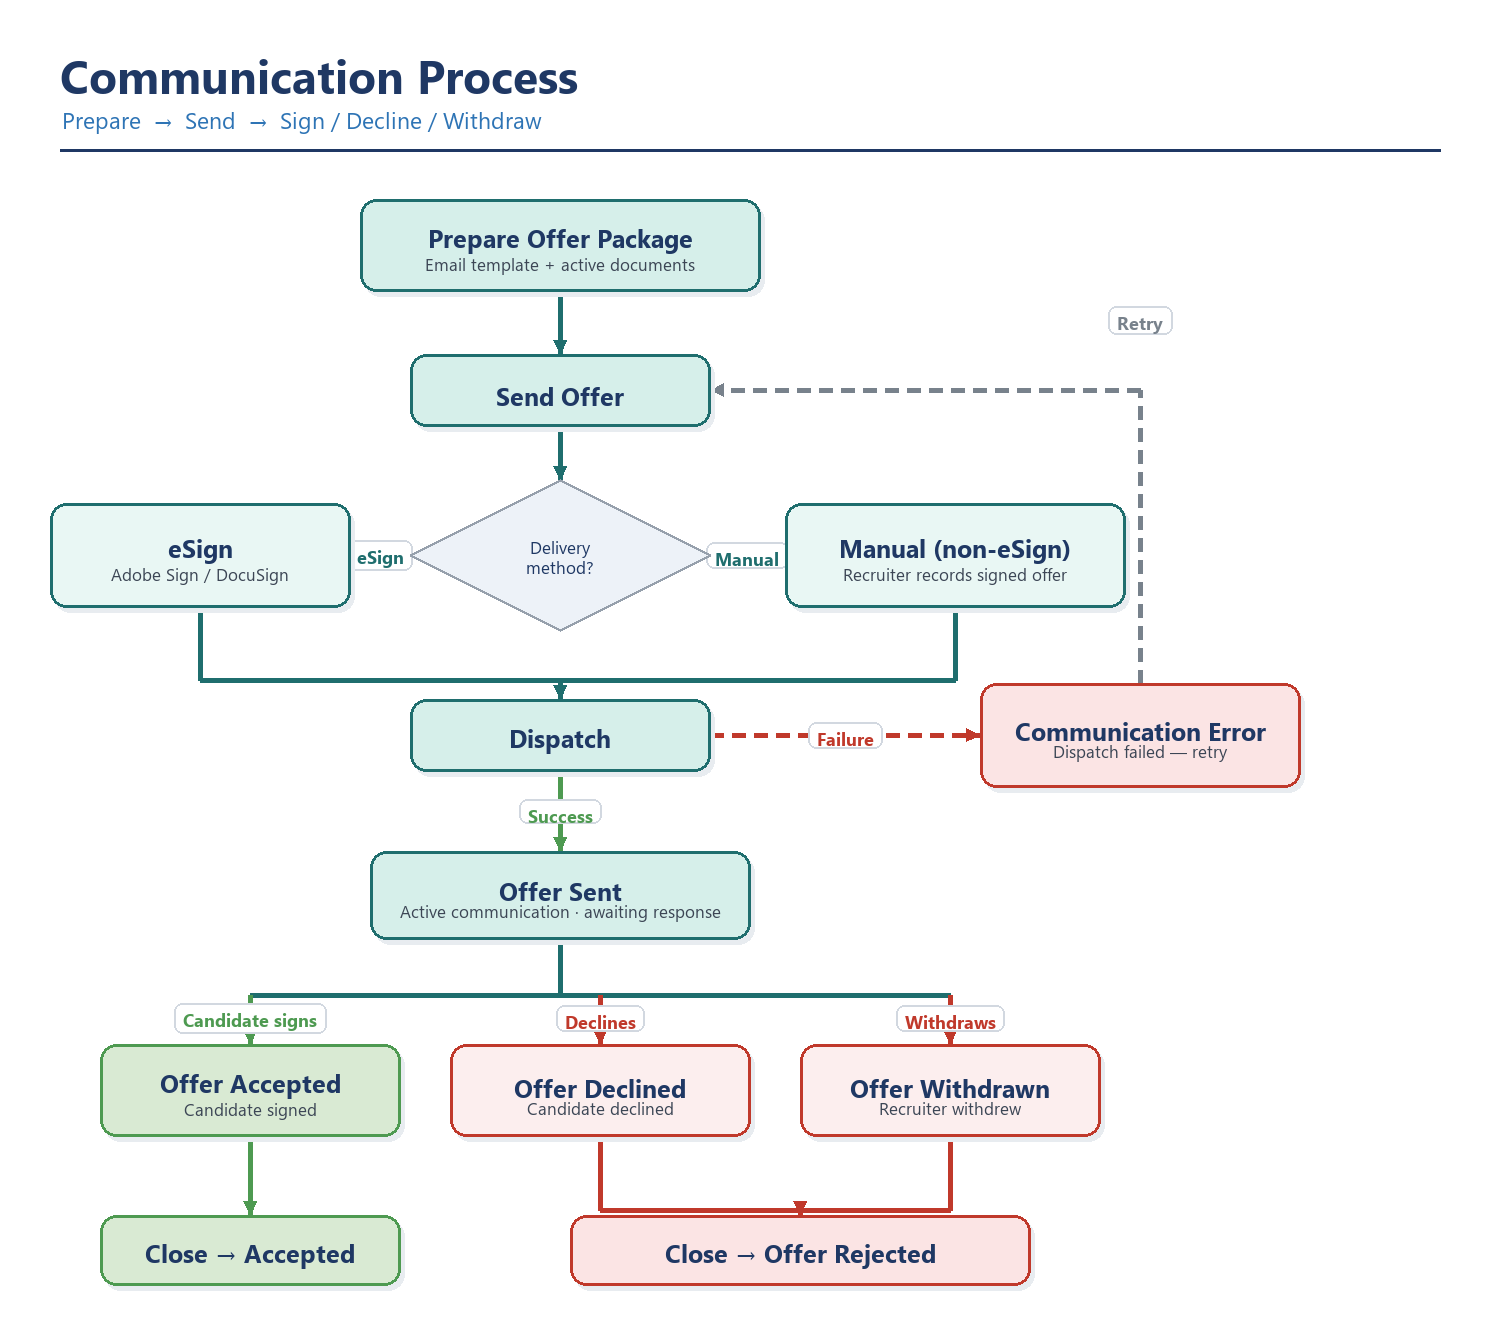 Communication Process
Prepare → Send → Sign / Decline / Withdraw
Prepare Offer Package
Email template + active documents
Retry
Send Offer
Delivery
method?
eSign
Adobe Sign / DocuSign
eSign
Manual
Manual (non-eSign)
Recruiter records signed offer
Dispatch
Failure
Communication Error
Dispatch failed — retry
Success
Offer Sent
Active communication · awaiting response
Candidate signs
Declines
Withdraws
Offer Accepted
Candidate signed
Offer Declined
Candidate declined
Offer Withdrawn
Recruiter withdrew
Close → Accepted
Close → Offer Rejected